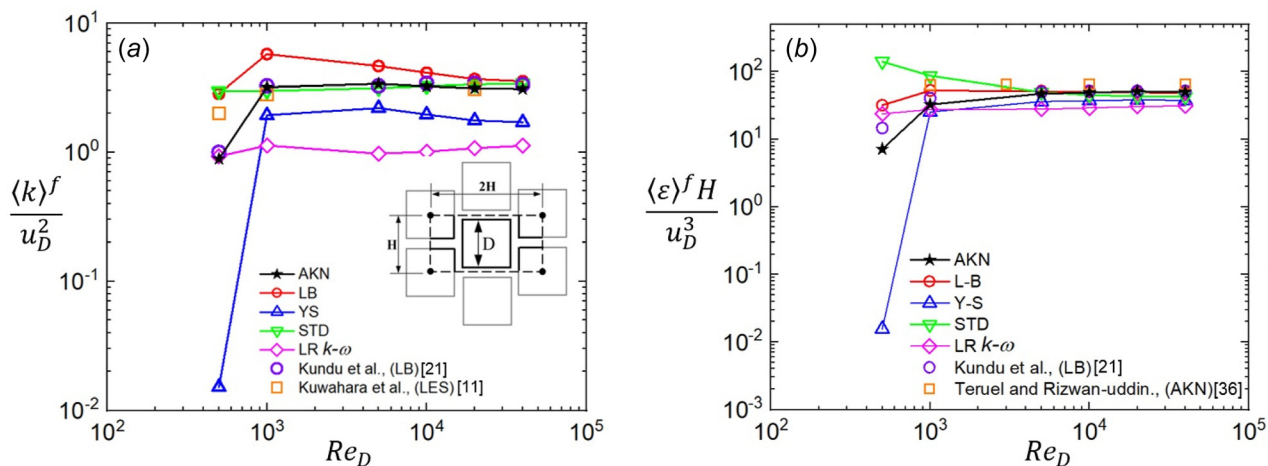 (a)
10^1
10^0
10^-1
10^-2
⟨k⟩^f
u_D^2
2H
H
D
AKN
LB
YS
STD
LR k-ω
Kundu et al., (LB)[21]
Kuwahara et al., (LES)[11]
10^2 10^3 10^4 10^5
Re_D
(b)
10^2
10^1
10^0
10^-1
10^-2
10^-3
⟨ε⟩^f H
u_D^3
AKN
L-B
Y-S
STD
LR k-ω
Kundu et al., (LB)[21]
Teruel and Rizwan-uddin., (AKN)[36]
10^2 10^3 10^4 10^5
Re_D